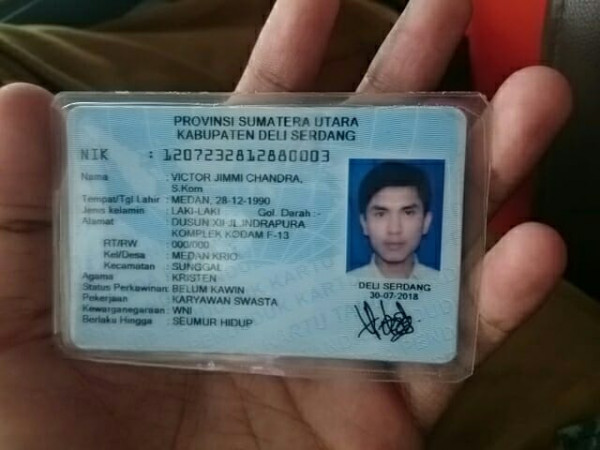 PROVINSI SUMATERA UTARA
KABUPATEN DELI SERDANG
NIK : 1207232812880003
Nama : VICTOR JIMMI CHANDRA,
S.Kom
Tempat/Tgl Lahir : MEDAN, 28-12-1990
Jenis kelamin : LAKI-LAKI Gol. Darah :-
Alamat : DUSUN XII JL.INDRAPURA
KOMPLEK KODAM F-13
RT/RW : 000/000
Kel/Desa : MEDAN KRIO
Kecamatan : SUNGGAL
Agama : KRISTEN
Status Perkawinan: BELUM KAWIN
Pekerjaan : KARYAWAN SWASTA
Kewarganegaraan: WNI
Berlaku Hingga : SEUMUR HIDUP
DELI SERDANG
30-07-2018